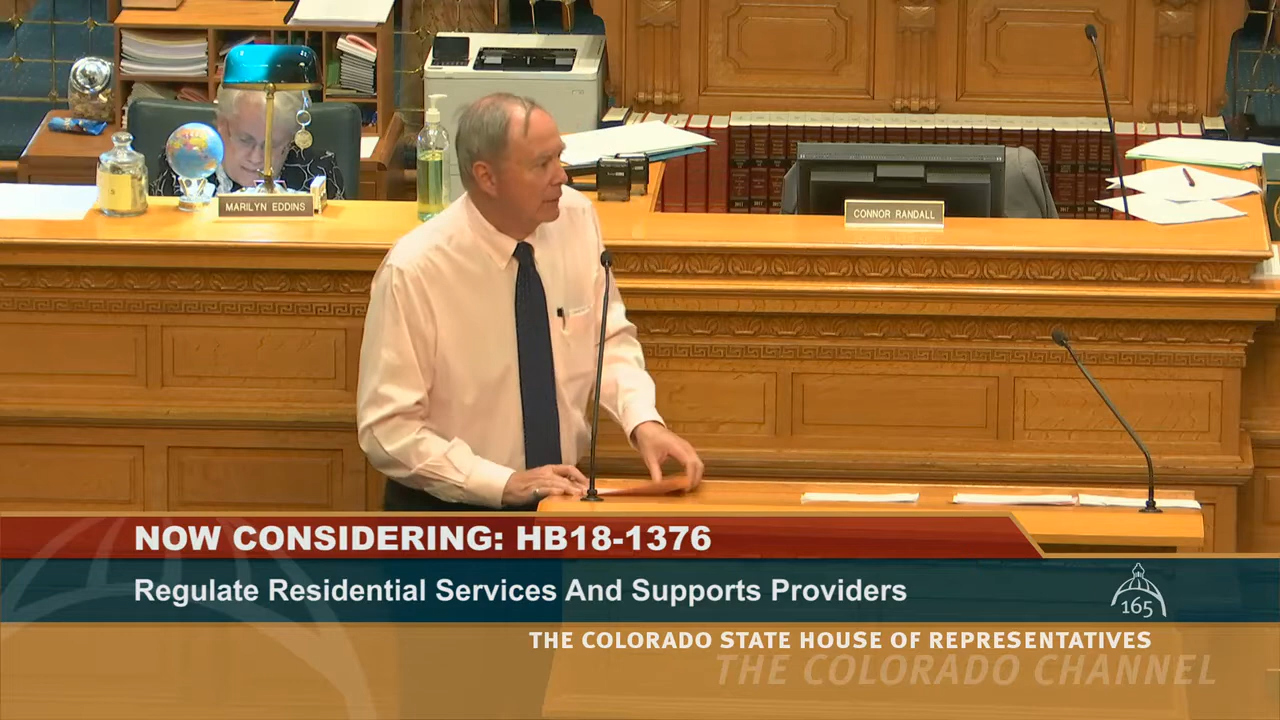 MARILYN EDDINS
CONNOR RANDALL
NOW CONSIDERING: HB18-1376
Regulate Residential Services And Supports Providers
165
THE COLORADO STATE HOUSE OF REPRESENTATIVES
THE COLORADO CHANNEL